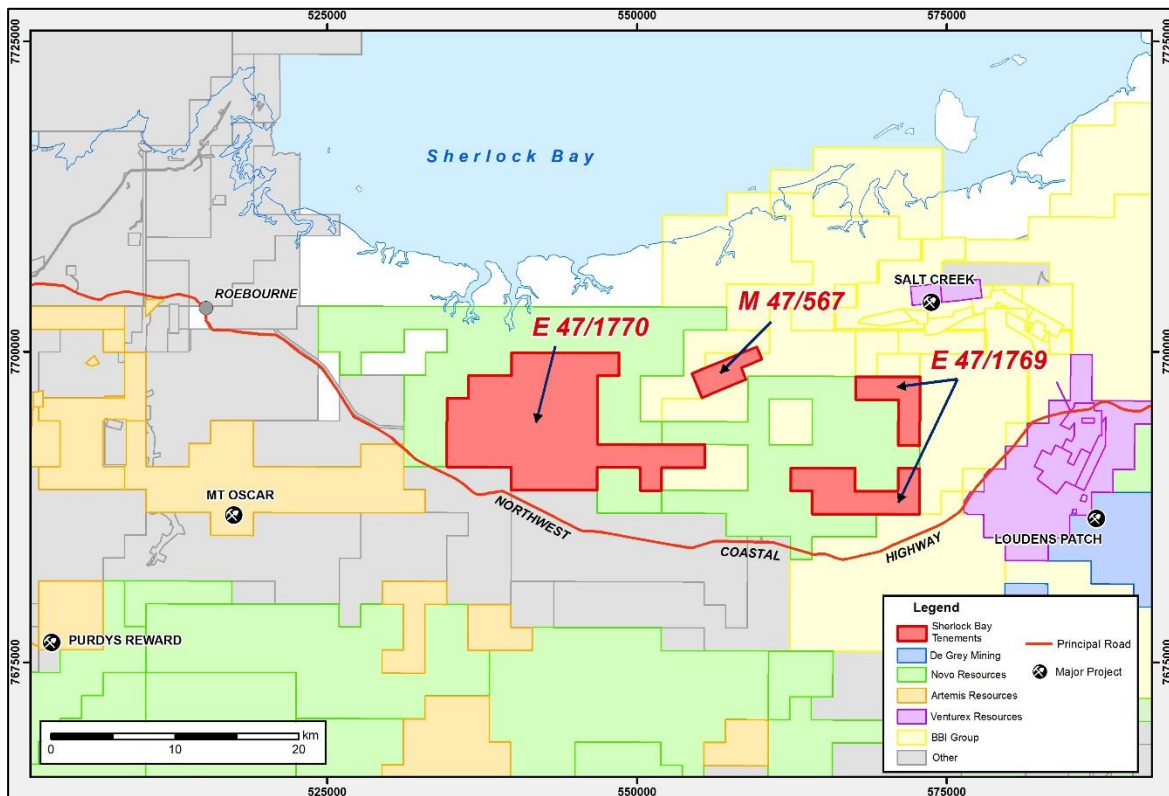 525000
550000
575000
7725000
7725000
Sherlock Bay
SALT CREEK
ROEBOURNE
M 47/567
E 47/1770
7700000
7700000
E 47/1769
MT OSCAR
NORTHWEST
COASTAL
HIGHWAY
LOUDENS PATCH
PURDYS REWARD
7675000
7675000
Legend
Sherlock Bay
Tenements
De Grey Mining
Novo Resources
Artemis Resources
Venturex Resources
BBI Group
Other
Principal Road
Major Project
km
0 10 20
525000
550000
575000